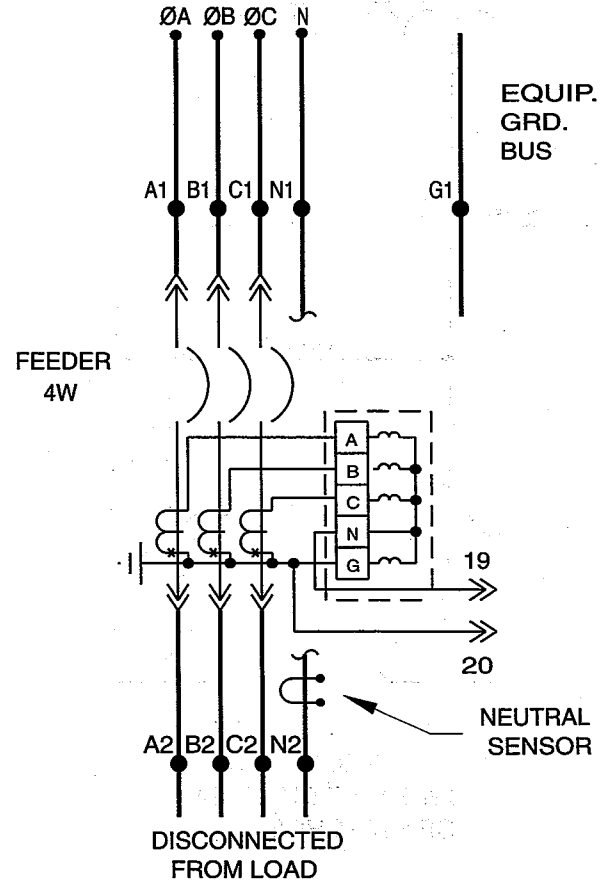 ØA ØB ØC N
EQUIP.
GRD.
BUS
A1 B1 C1 N1 G1
FEEDER
4W
A
B
C
N
G
19
20
A2 B2 C2 N2
NEUTRAL
SENSOR
DISCONNECTED
FROM LOAD